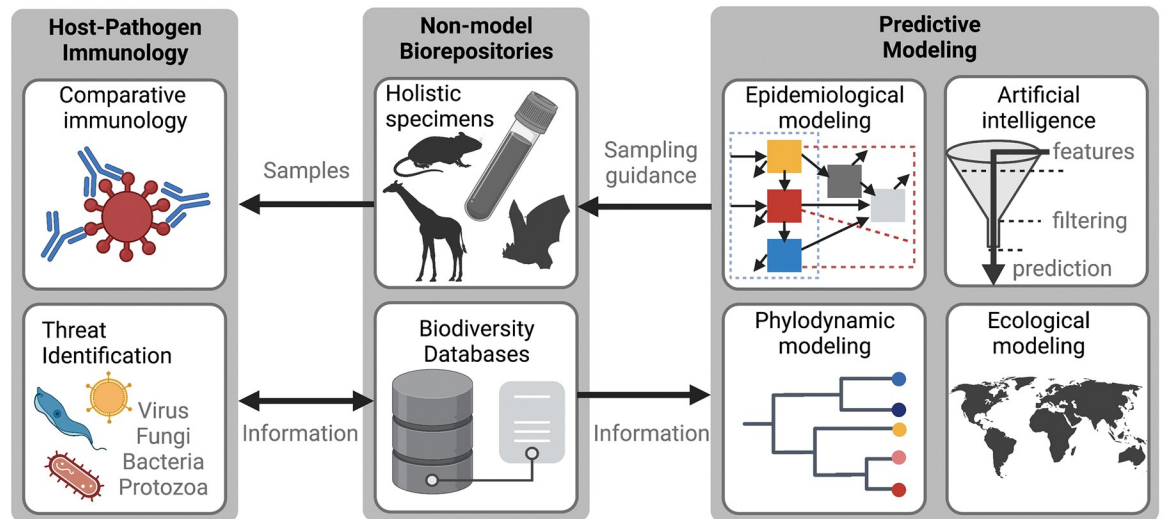 Host-Pathogen
Immunology
Comparative
immunology
Threat
Identification
Virus
Fungi
Bacteria
Protozoa
Samples
Information
Non-model
Biorepositories
Holistic
specimens
Biodiversity
Databases
Sampling
guidance
Information
Predictive
Modeling
Epidemiological
modeling
Artificial
intelligence
features
filtering
prediction
Phylodynamic
modeling
Ecological
modeling